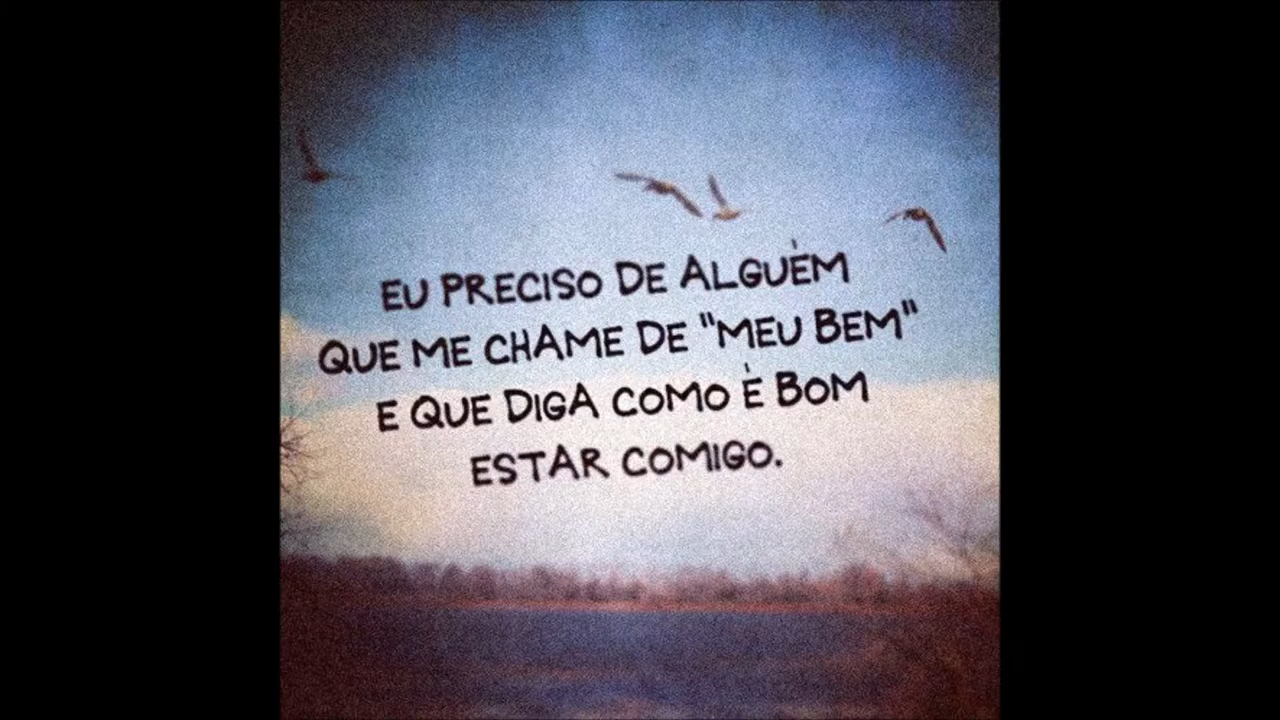 EU PRECISO DE ALGUÉM
QUE ME CHAME DE "MEU BEM"
E QUE DIGA COMO É BOM
ESTAR COMIGO.